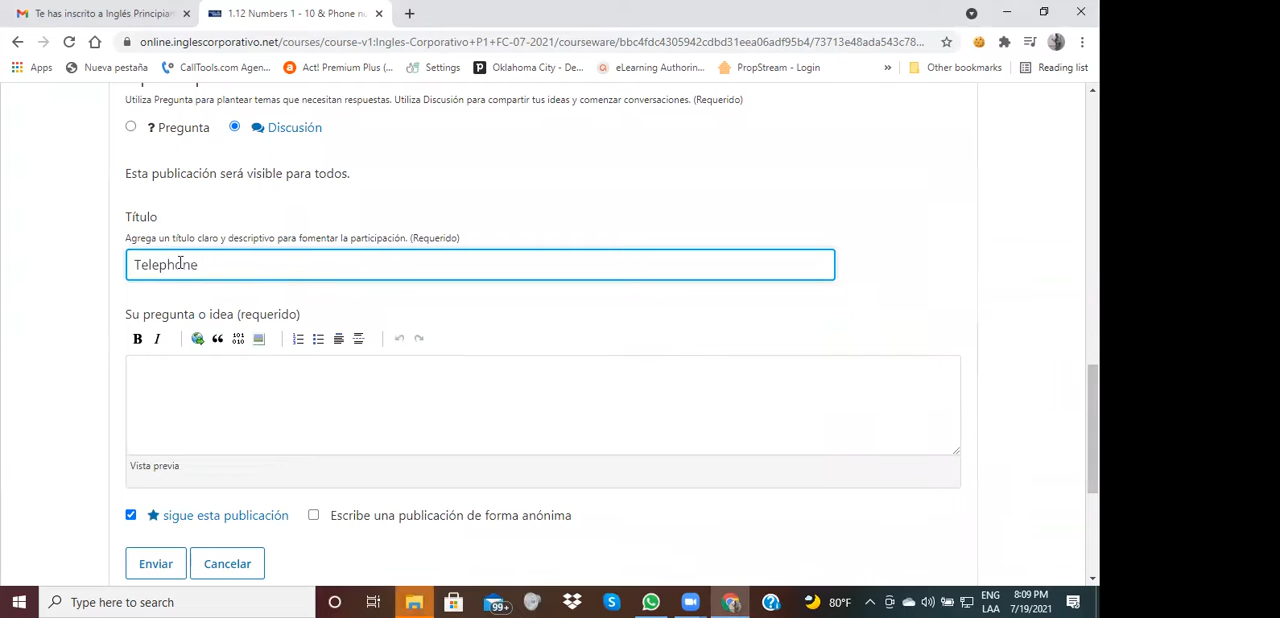 Te has inscrito a Inglés Principian
1.12 Numbers 1 - 10 & Phone nu
online.inglescorporativo.net/courses/course-v1:Ingles-Corporativo+P1+FC-07-2021/courseware/bbc4fdc4305942cdbd31eea06adf95b4/73713e48ada543c78...
Apps
Nueva pestaña
CallTools.com Agen...
Act! Premium Plus (...
Settings
Oklahoma City - De...
eLearning Authorin...
PropStream - Login
»
Other bookmarks
Reading list
Utiliza Pregunta para plantear temas que necesitan respuestas. Utiliza Discusión para compartir tus ideas y comenzar conversaciones. (Requerido)
? Pregunta
Discusión
Esta publicación será visible para todos.
Título
Agrega un título claro y descriptivo para fomentar la participación. (Requerido)
Telephone
Su pregunta o idea (requerido)
B I
Vista previa
sigue esta publicación
Escribe una publicación de forma anónima
Enviar
Cancelar
Type here to search
99+
80°F
ENG
LAA
8:09 PM
7/19/2021